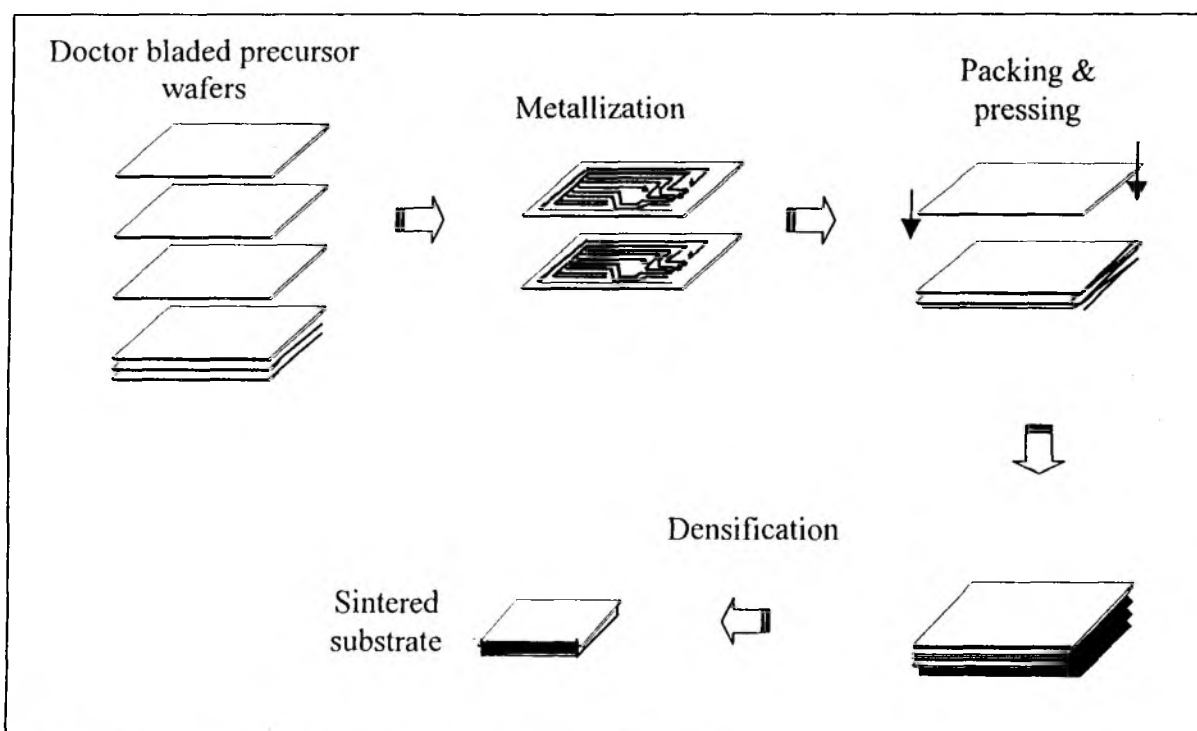 Doctor bladed precursor
wafers
Metallization
Packing &
pressing
Densification
Sintered
substrate